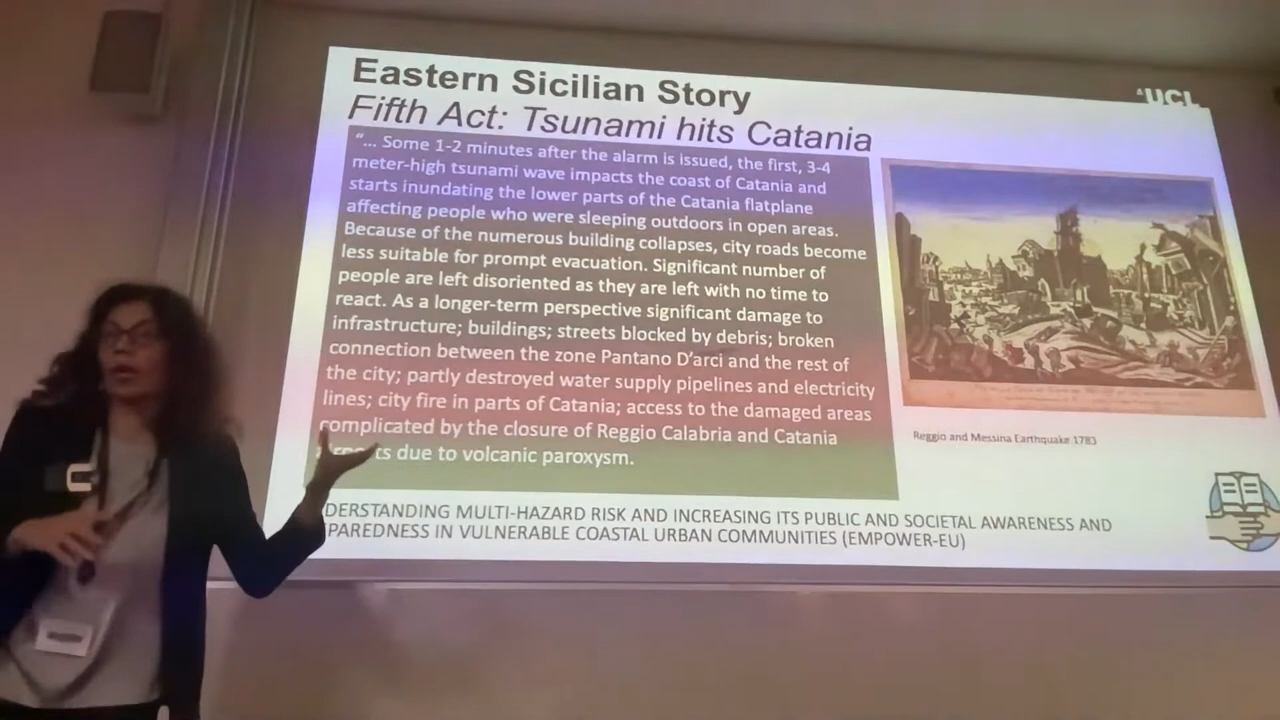 Eastern Sicilian Story
Fifth Act: Tsunami hits Catania
UCL
"... Some 1-2 minutes after the alarm is issued, the first, 3-4
meter-high tsunami wave impacts the coast of Catania and
starts inundating the lower parts of the Catania flatplane
affecting people who were sleeping outdoors in open areas.
Because of the numerous building collapses, city roads become
less suitable for prompt evacuation. Significant number of
people are left disoriented as they are left with no time to
react. As a longer-term perspective significant damage to
infrastructure; buildings; streets blocked by debris; broken
connection between the zone Pantano D'arci and the rest of
the city; partly destroyed water supply pipelines and electricity
lines; city fire in parts of Catania; access to the damaged areas
complicated by the closure of Reggio Calabria and Catania
due to volcanic paroxysm.
Reggio and Messina Earthquake 1783
DERSTANDING MULTI-HAZARD RISK AND INCREASING ITS PUBLIC AND SOCIETAL AWARENESS AND
PAREDNESS IN VULNERABLE COASTAL URBAN COMMUNITIES (EMPOWER-EU)